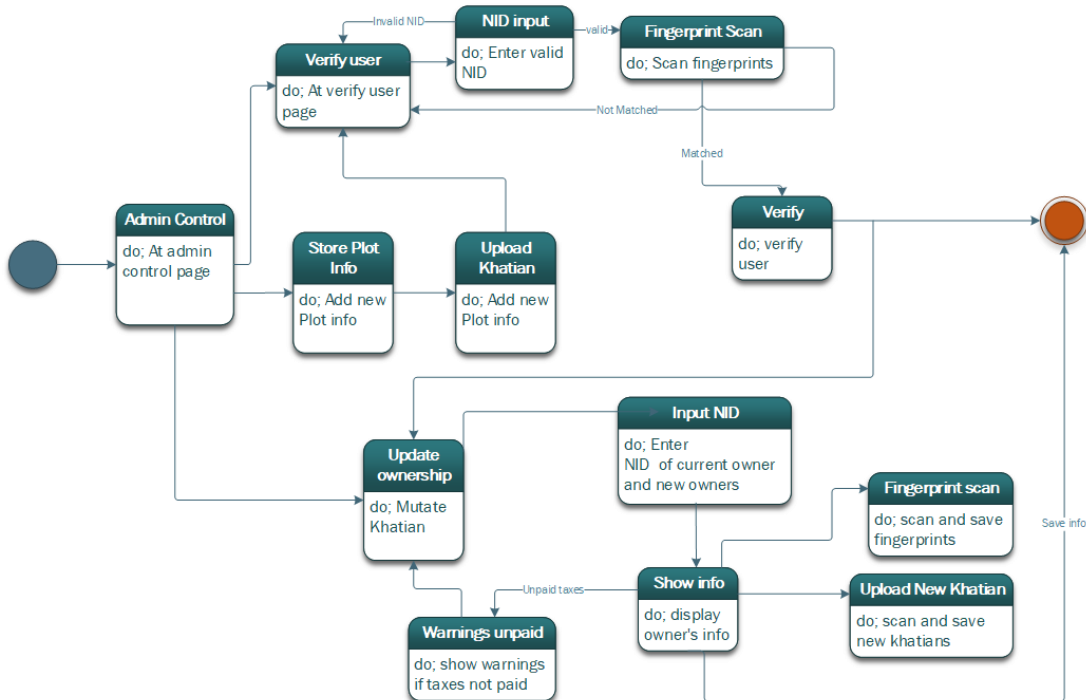 Invalid NID
NID input
do; Enter valid
NID
valid
Fingerprint Scan
do; Scan fingerprints
Verify user
do; At verify user
page
Not Matched
Matched
Admin Control
do; At admin
control page
Store Plot
Info
do; Add new
Plot info
Upload
Khatian
do; Add new
Plot info
Verify
do; verify
user
Update
ownership
do; Mutate
Khatian
Input NID
do; Enter
NID of current owner
and new owners
Fingerprint scan
do; scan and save
fingerprints
Save info
Show info
do; display
owner's info
Unpaid taxes
Upload New Khatian
do; scan and save
new khatians
Warnings unpaid
do; show warnings
if taxes not paid